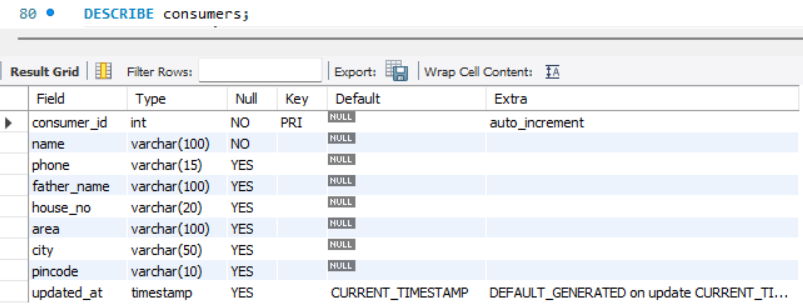 80 DESCRIBE consumers;
Result Grid Filter Rows: Export: Wrap Cell Content: IA
Field Type Null Key Default Extra
consumer_id int NO PRI NULL auto_increment
name varchar(100) NO NULL
phone varchar(15) YES NULL
father_name varchar(100) YES NULL
house_no varchar(20) YES NULL
area varchar(100) YES NULL
city varchar(50) YES NULL
pincode varchar(10) YES NULL
updated_at timestamp YES CURRENT_TIMESTAMP DEFAULT_GENERATED on update CURRENT_TI...